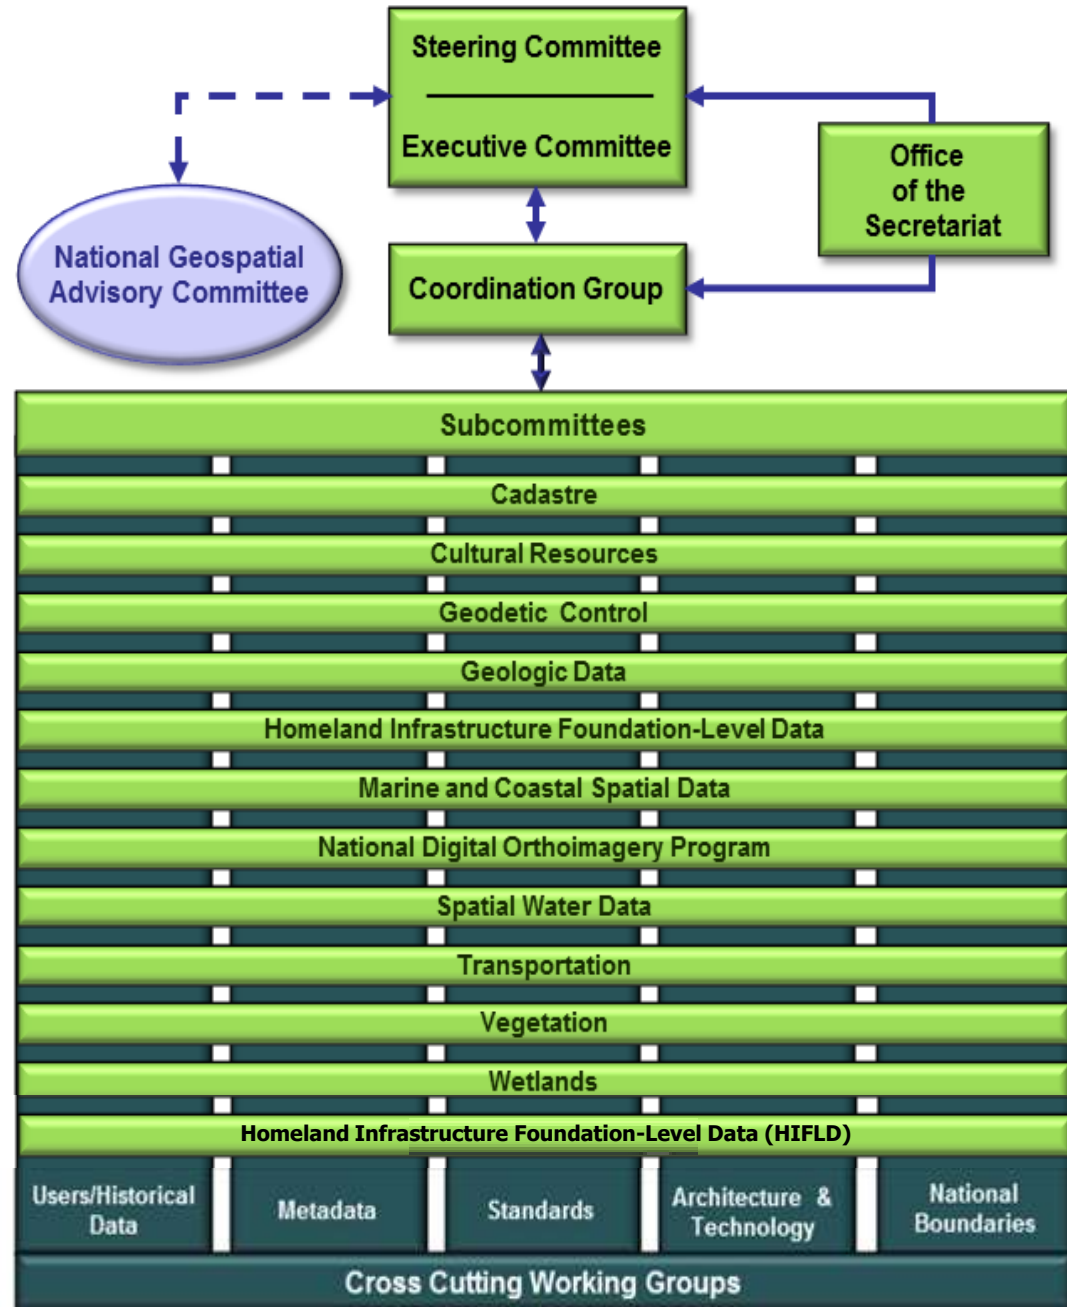 Steering Committee
Executive Committee
Office
of the
Secretariat
National Geospatial
Advisory Committee
Coordination Group
Subcommittees
Cadastre
Cultural Resources
Geodetic Control
Geologic Data
Homeland Infrastructure Foundation-Level Data
Marine and Coastal Spatial Data
National Digital Orthoimagery Program
Spatial Water Data
Transportation
Vegetation
Wetlands
Homeland Infrastructure Foundation-Level Data (HIFLD)
Users/Historical
Data
Metadata
Standards
Architecture &
Technology
National
Boundaries
Cross Cutting Working Groups